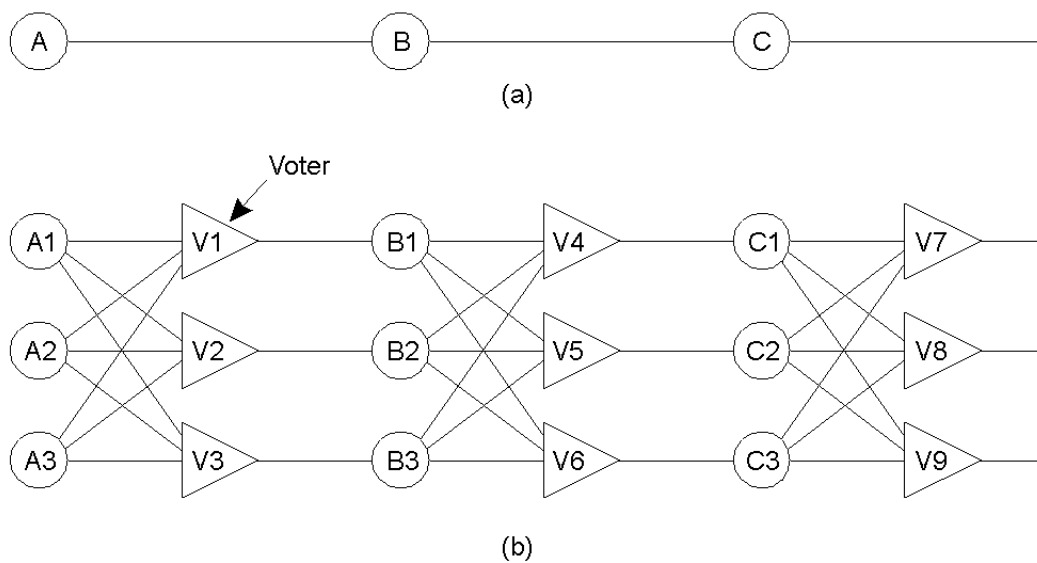 A B C
(a)
Voter
A1 V1 B1 V4 C1 V7
A2 V2 B2 V5 C2 V8
A3 V3 B3 V6 C3 V9
(b)